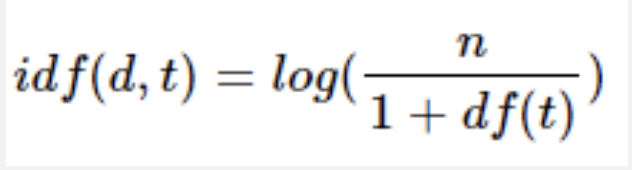 idf(d, t) = log(n / (1 + df(t)))